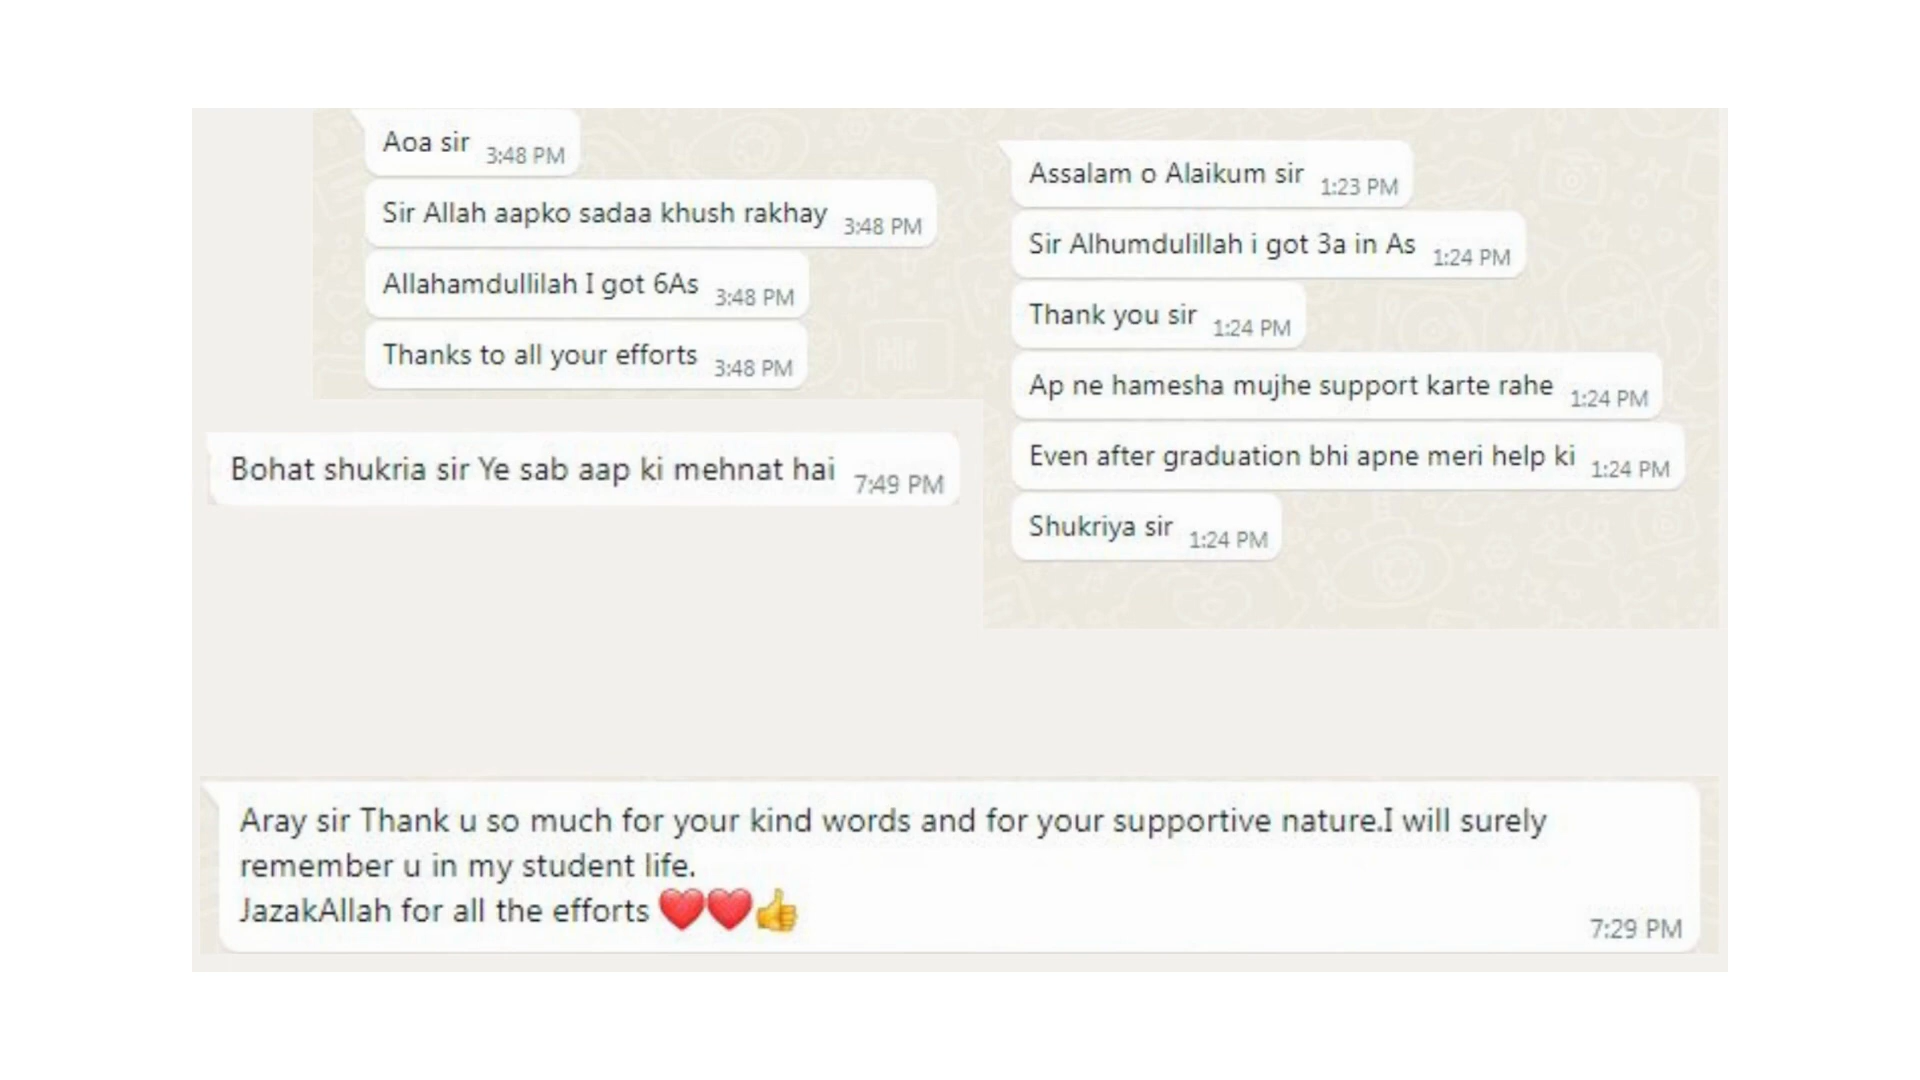 Aoa sir 3:48 PM
Sir Allah aapko sadaa khush rakhay 3:48 PM
Allahamdullilah I got 6As 3:48 PM
Thanks to all your efforts 3:48 PM
Bohat shukria sir Ye sab aap ki mehnat hai 7:49 PM
Assalam o Alaikum sir 1:23 PM
Sir Alhumdulillah i got 3a in As 1:24 PM
Thank you sir 1:24 PM
Ap ne hamesha mujhe support karte rahe 1:24 PM
Even after graduation bhi apne meri help ki 1:24 PM
Shukriya sir 1:24 PM
Aray sir Thank u so much for your kind words and for your supportive nature.I will surely
remember u in my student life.
JazakAllah for all the efforts ❤️❤️👍
7:29 PM